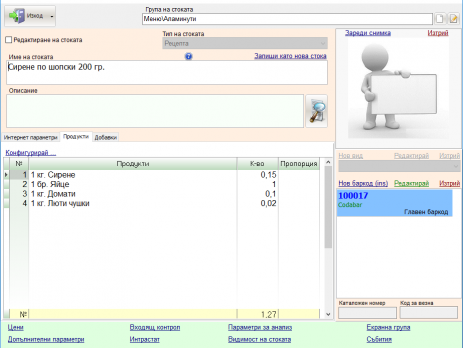 Изход
Група на стоката
Меню\Аламинути
Редактиране на стоката
Тип на стоката
Рецепта
Име на стоката
Запиши като нова стока
Сирене по шопски 200 гр.
Описание
Зареди снимка Изтрий
Интернет параметри Продукти Добавки
Конфигурирай ...
№ Продукти К-во Пропорция
1 1 кг. Сирене 0,15
2 1 бр. Яйце 1
3 1 кг. Домати 0,1
4 1 кг. Люти чушки 0,02
№ 1.27
Нов вид Редактирай Изтрий
Нов баркод (ins) Редактирай Изтрий
100017
Codebar
Главен баркод
Каталожен номер Код за везна
Цени Входящ контрол Параметри за анализ Екранна група
Допълнителни параметри Интрастат Видимост на стоката Събития